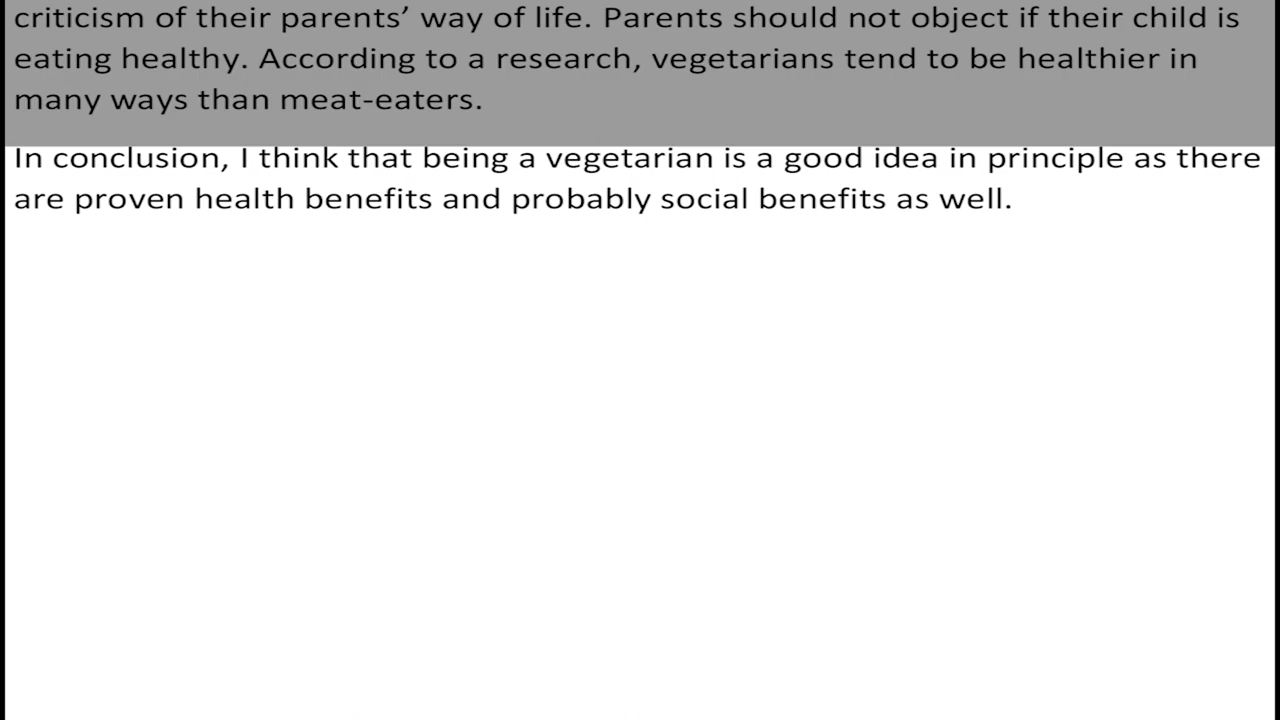 criticism of their parents’ way of life. Parents should not object if their child is
eating healthy. According to a research, vegetarians tend to be healthier in
many ways than meat-eaters.
In conclusion, I think that being a vegetarian is a good idea in principle as there
are proven health benefits and probably social benefits as well.